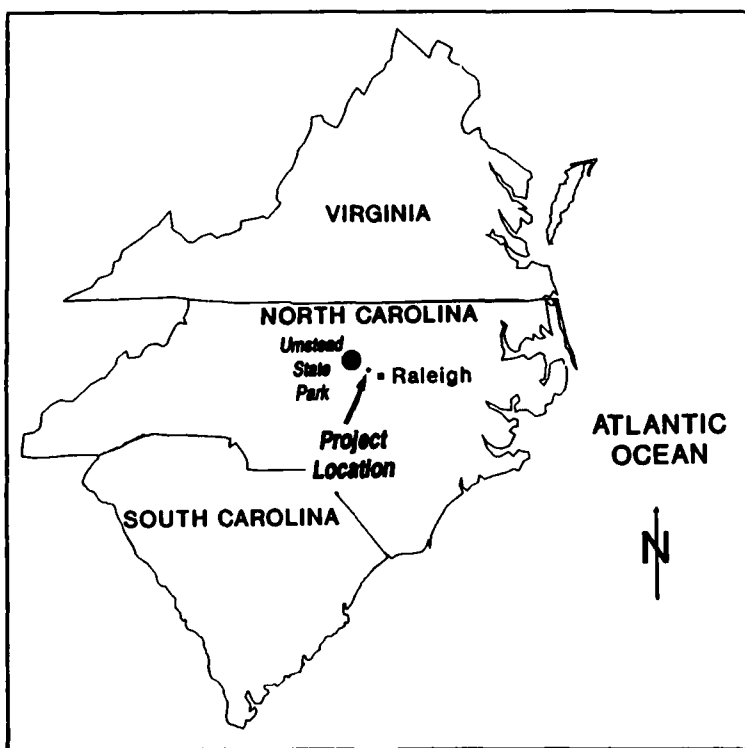 VIRGINIA
NORTH CAROLINA
Umstead
State
Park
Raleigh
Project
Location
ATLANTIC
OCEAN
SOUTH CAROLINA
N